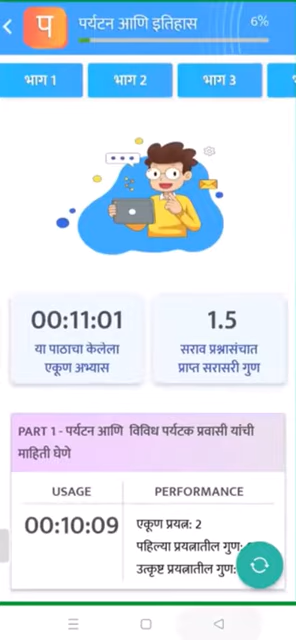 प
पर्यटन आणि इतिहास
6%
भाग 1
भाग 2
भाग 3
00:11:01
या पाठाचा केलेला
एकूण अभ्यास
1.5
सराव प्रश्नासंचात
प्राप्त सरासरी गुण
PART 1 - पर्यटन आणि विविध पर्यटक प्रवासी यांची
माहिती घेणे
USAGE
PERFORMANCE
00:10:09
एकूण प्रयत्न: 2
पहिल्या प्रयत्नातील गुण:
उत्कृष्ट प्रयत्नातील गुण: